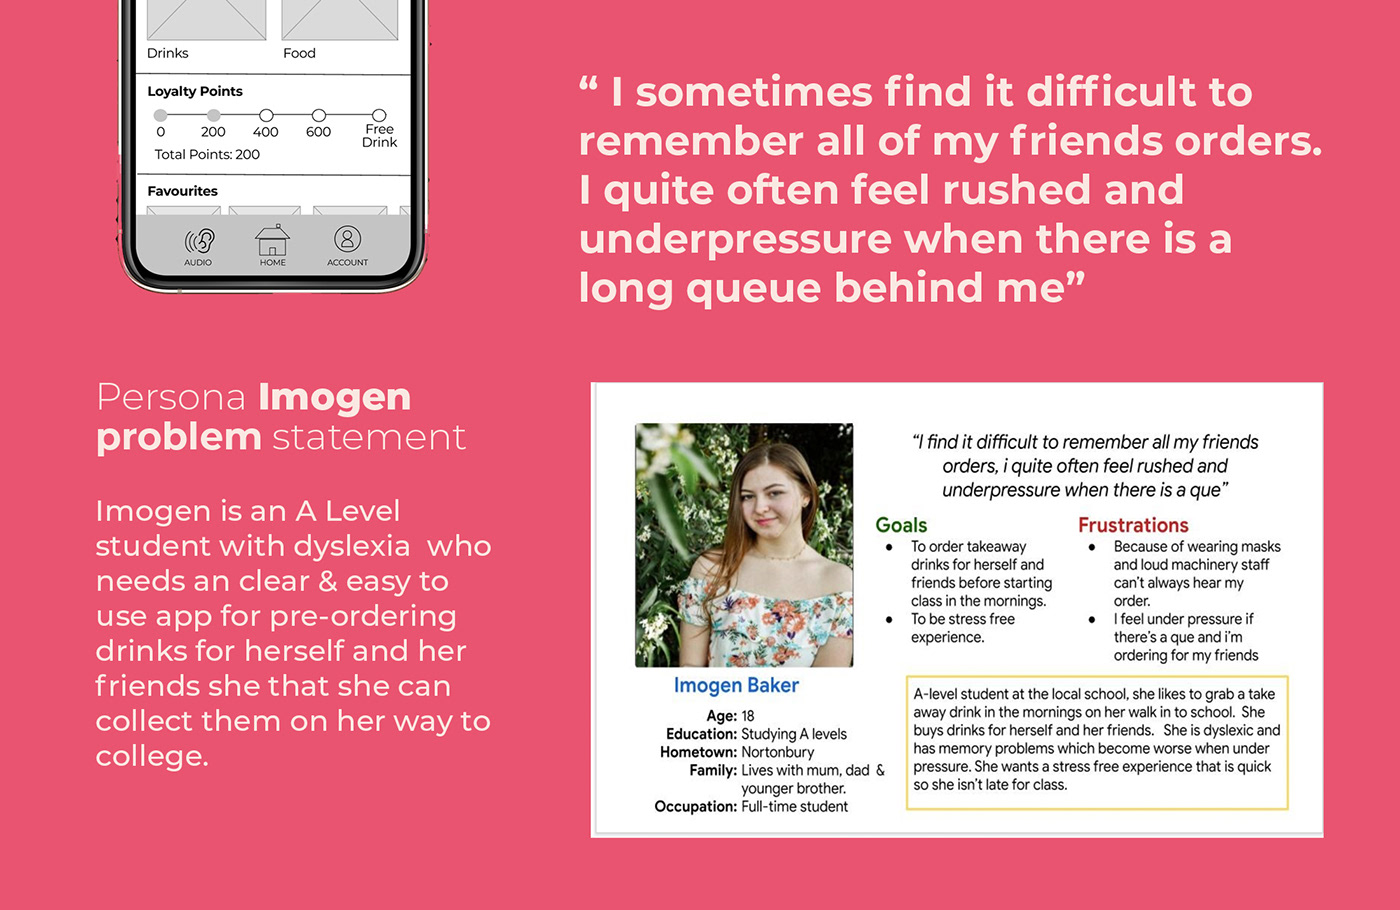 Drinks
Food
Loyalty Points
0
200
400
600
Free
Drink
Total Points: 200
Favourites
AUDIO
HOME
ACCOUNT
“ I sometimes find it difficult to
remember all of my friends orders.
I quite often feel rushed and
underpressure when there is a
long queue behind me”
Persona Imogen
problem statement
Imogen is an A Level
student with dyslexia  who
needs an clear & easy to
use app for pre-ordering
drinks for herself and her
friends she that she can
collect them on her way to
college.
“I find it difficult to remember all my friends
orders, i quite often feel rushed and
underpressure when there is a que”
Goals
● To order takeaway
drinks for herself and
friends before starting
class in the mornings.
● To be stress free
experience.
Frustrations
● Because of wearing masks
and loud machinery staff
can’t always hear my
order.
● I feel under pressure if
there’s a que and i’m
ordering for my friends
Imogen Baker
Age: 18
Education: Studying A levels
Hometown: Nortonbury
Family: Lives with mum, dad &
younger brother.
Occupation: Full-time student
A-level student at the local school, she likes to grab a take
away drink in the mornings on her walk in to school.  She
buys drinks for herself and her friends.   She is dyslexic and
has memory problems which become worse when under
pressure. She wants a stress free experience that is quick
so she isn’t late for class.